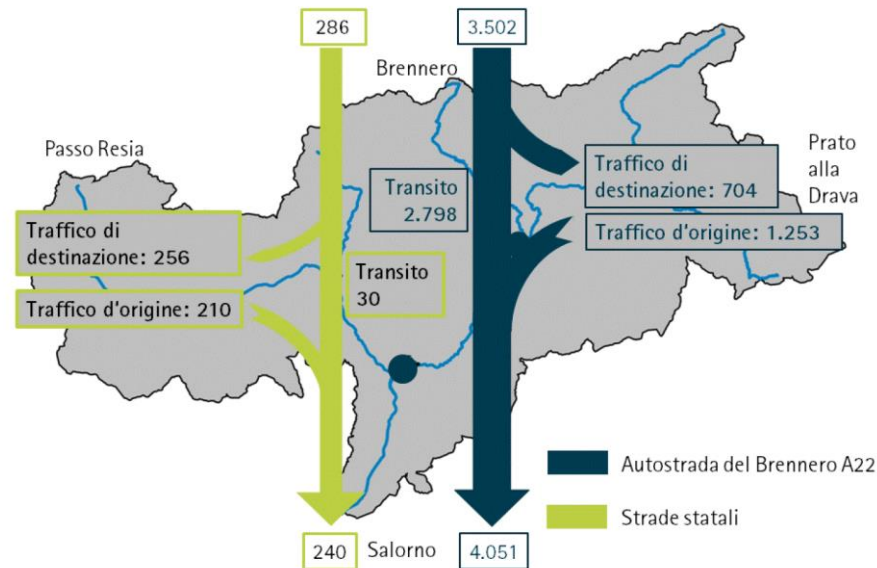 286
3.502
Brennero
Passo Resia
Prato
alla
Drava
Traffico di
destinazione: 704
Transito
2.798
Traffico d'origine: 1.253
Traffico di
destinazione: 256
Transito
30
Traffico d'origine: 210
Autostrada del Brennero A22
Strade statali
240
Salorno
4.051